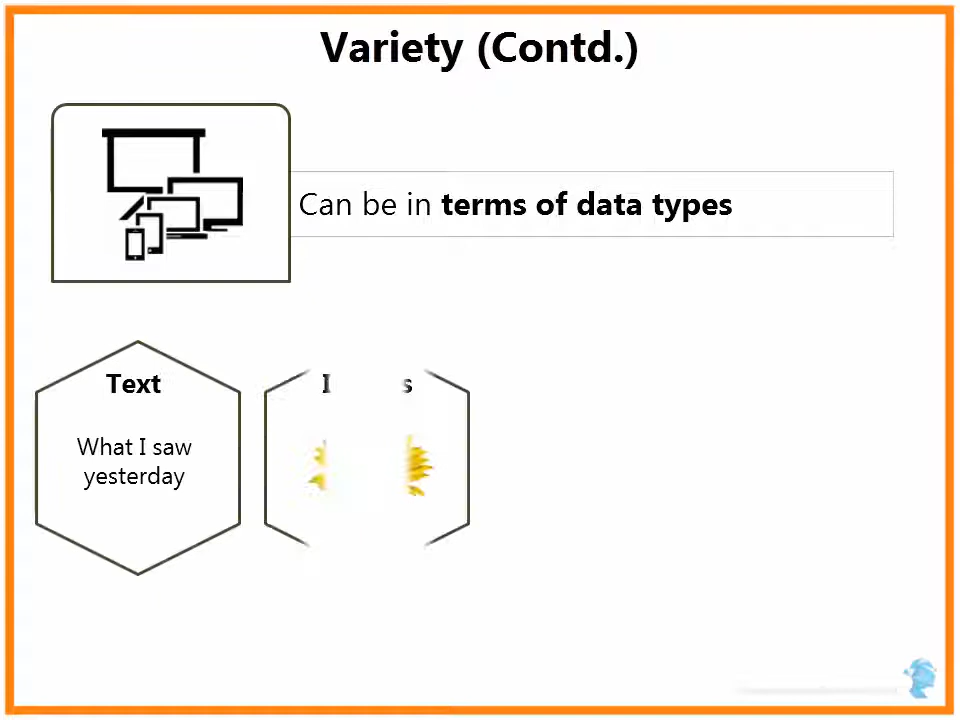 Variety (Contd.)
Can be in terms of data types
Text
What I saw
yesterday